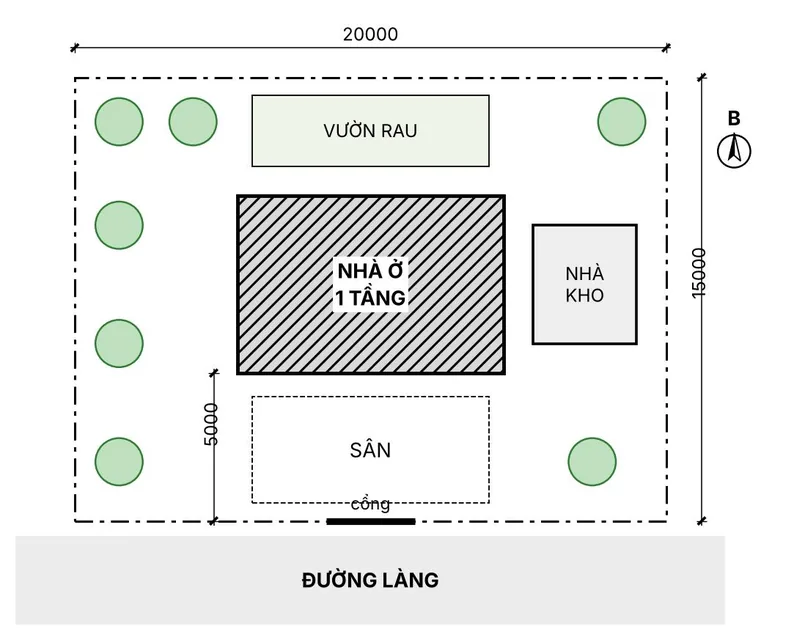 20000
B
VƯỜN RAU
NHÀ Ở
1 TẦNG
NHÀ
KHO
15000
5000
SÂN
cổng
ĐƯỜNG LÀNG